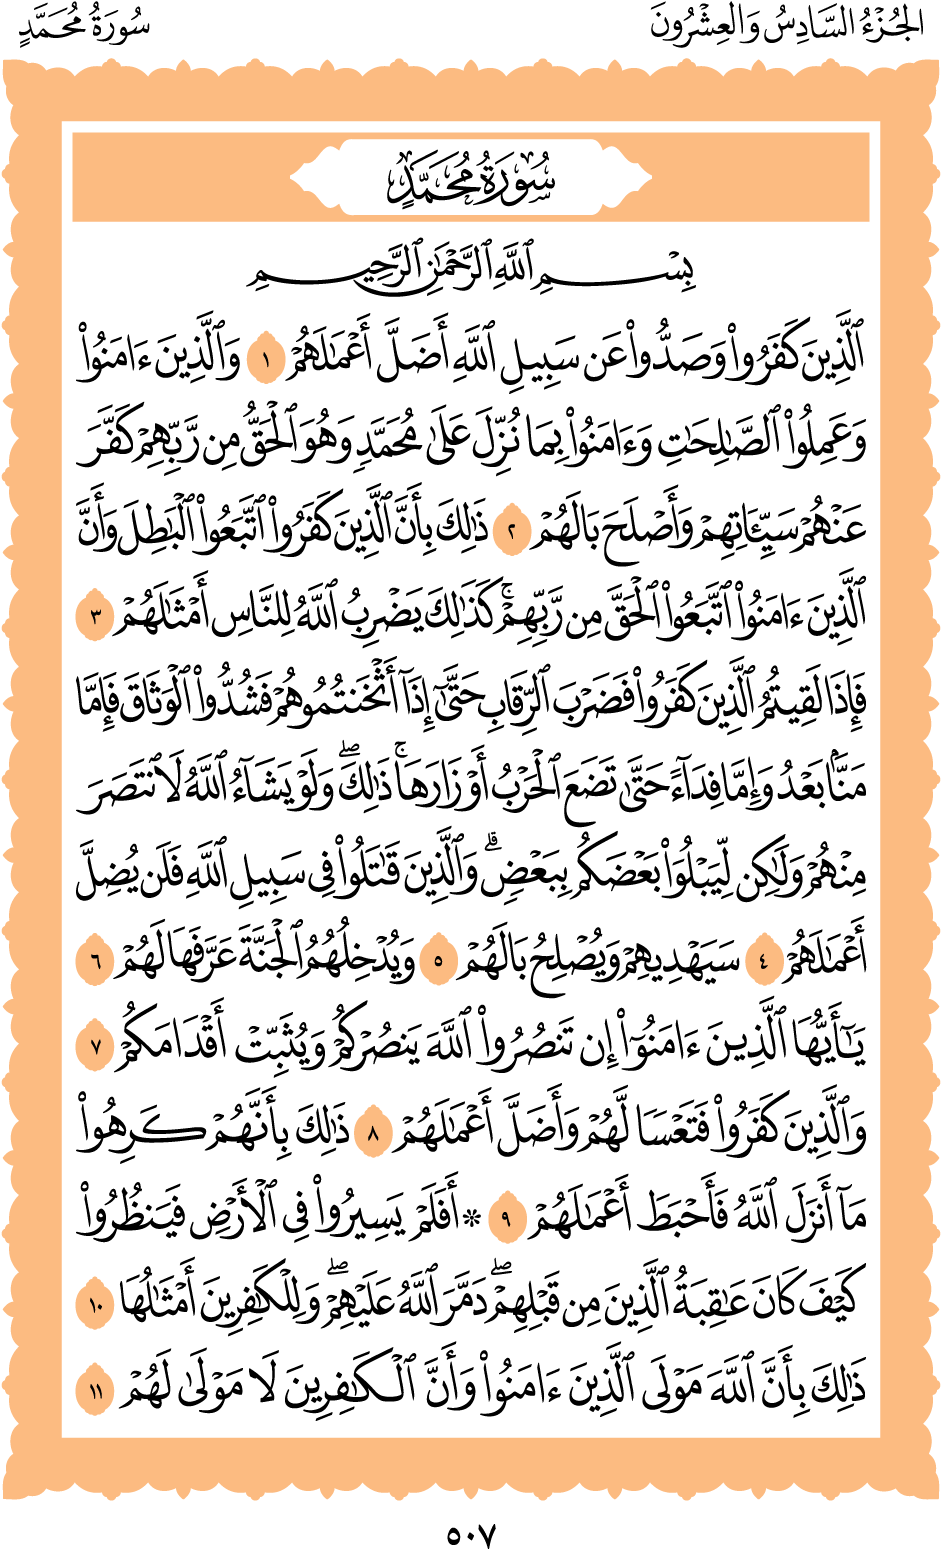 الجُزْءُ السَّادِسُ وَالعِشْرُونَ
سُورَةُ مُحَمَّدٍ
سُورَةُ مُحَمَّدٍ
بِسْمِ ٱللَّهِ ٱلرَّحْمَٰنِ ٱلرَّحِيمِ
ٱلَّذِينَ كَفَرُوا۟ وَصَدُّوا۟ عَن سَبِيلِ ٱللَّهِ أَضَلَّ أَعْمَٰلَهُمْ ١ وَٱلَّذِينَ ءَامَنُوا۟
وَعَمِلُوا۟ ٱلصَّٰلِحَٰتِ وَءَامَنُوا۟ بِمَا نُزِّلَ عَلَىٰ مُحَمَّدٍ وَهُوَ ٱلْحَقُّ مِن رَّبِّهِمْ كَفَّرَ
عَنْهُمْ سَيِّـَٔاتِهِمْ وَأَصْلَحَ بَالَهُمْ ٢ ذَٰلِكَ بِأَنَّ ٱلَّذِينَ كَفَرُوا۟ ٱتَّبَعُوا۟ ٱلْبَٰطِلَ وَأَنَّ
ٱلَّذِينَ ءَامَنُوا۟ ٱتَّبَعُوا۟ ٱلْحَقَّ مِن رَّبِّهِمْ ۚ كَذَٰلِكَ يَضْرِبُ ٱللَّهُ لِلنَّاسِ أَمْثَٰلَهُمْ ٣
فَإِذَا لَقِيتُمُ ٱلَّذِينَ كَفَرُوا۟ فَضَرْبَ ٱلرِّقَابِ حَتَّىٰٓ إِذَآ أَثْخَنتُمُوهُمْ فَشُدُّوا۟ ٱلْوَثَاقَ فَإِمَّا
مَنًّۢا بَعْدُ وَإِمَّا فِدَآءً حَتَّىٰ تَضَعَ ٱلْحَرْبُ أَوْزَارَهَا ۚ ذَٰلِكَ ۖ وَلَوْ يَشَآءُ ٱللَّهُ لَٱنتَصَرَ
مِنْهُمْ وَلَٰكِن لِّيَبْلُوَا۟ بَعْضَكُم بِبَعْضٍ ۗ وَٱلَّذِينَ قَٰتَلُوا۟ فِى سَبِيلِ ٱللَّهِ فَلَن يُضِلَّ
أَعْمَٰلَهُمْ ٤ سَيَهْدِيهِمْ وَيُصْلِحُ بَالَهُمْ ٥ وَيُدْخِلُهُمُ ٱلْجَنَّةَ عَرَّفَهَا لَهُمْ ٦
يَٰٓأَيُّهَا ٱلَّذِينَ ءَامَنُوٓا۟ إِن تَنصُرُوا۟ ٱللَّهَ يَنصُرْكُمْ وَيُثَبِّتْ أَقْدَامَكُمْ ٧
وَٱلَّذِينَ كَفَرُوا۟ فَتَعْسًا لَّهُمْ وَأَضَلَّ أَعْمَٰلَهُمْ ٨ ذَٰلِكَ بِأَنَّهُمْ كَرِهُوا۟
مَآ أَنزَلَ ٱللَّهُ فَأَحْبَطَ أَعْمَٰلَهُمْ ٩ ۞ أَفَلَمْ يَسِيرُوا۟ فِى ٱلْأَرْضِ فَيَنظُرُوا۟
كَيْفَ كَانَ عَٰقِبَةُ ٱلَّذِينَ مِن قَبْلِهِمْ ۖ دَمَّرَ ٱللَّهُ عَلَيْهِمْ ۖ وَلِلْكَٰفِرِينَ أَمْثَٰلُهَا ١٠
ذَٰلِكَ بِأَنَّ ٱللَّهَ مَوْلَى ٱلَّذِينَ ءَامَنُوا۟ وَأَنَّ ٱلْكَٰفِرِينَ لَا مَوْلَىٰ لَهُمْ ١١
٥٠٧